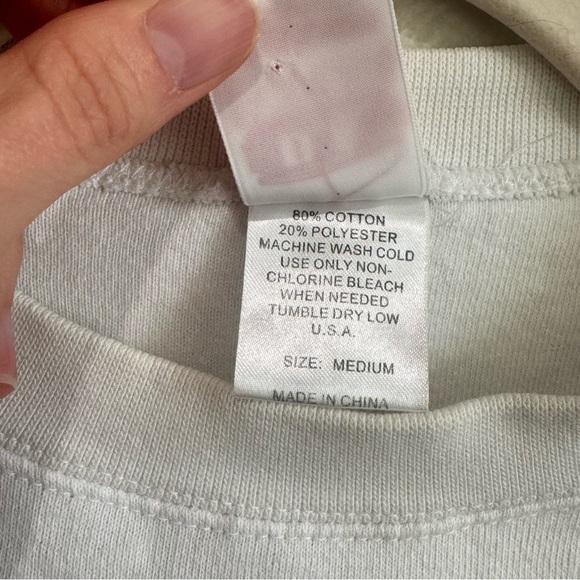 80% COTTON
20% POLYESTER
MACHINE WASH COLD
USE ONLY NON-
CHLORINE BLEACH
WHEN NEEDED
TUMBLE DRY LOW
U.S.A.
SIZE: MEDIUM
MADE IN CHINA